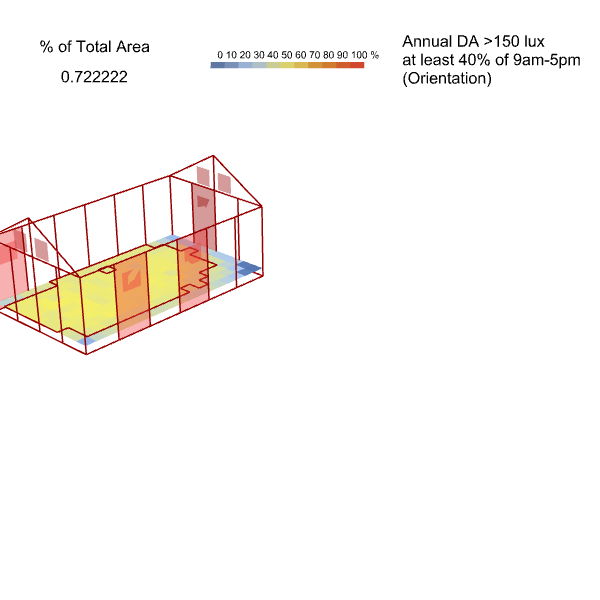 % of Total Area
0.722222
0 10 20 30 40 50 60 70 80 90 100 %
Annual DA >150 lux
at least 40% of 9am-5pm
(Orientation)